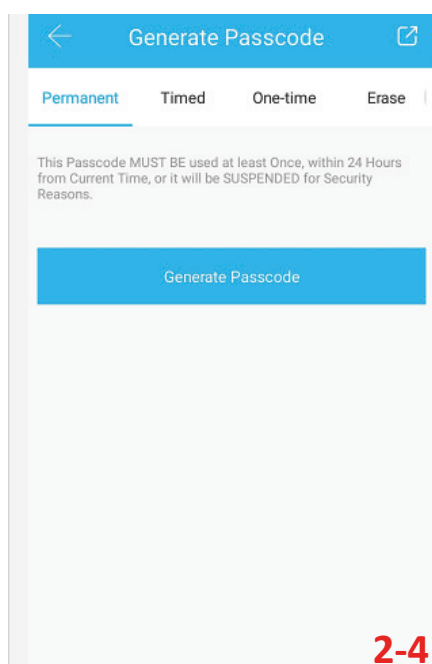 Generate Passcode
Permanent Timed One-time Erase
This Passcode MUST BE used at least Once, within 24 Hours
from Current Time, or it will be SUSPENDED for Security
Reasons.
Generate Passcode
2-4